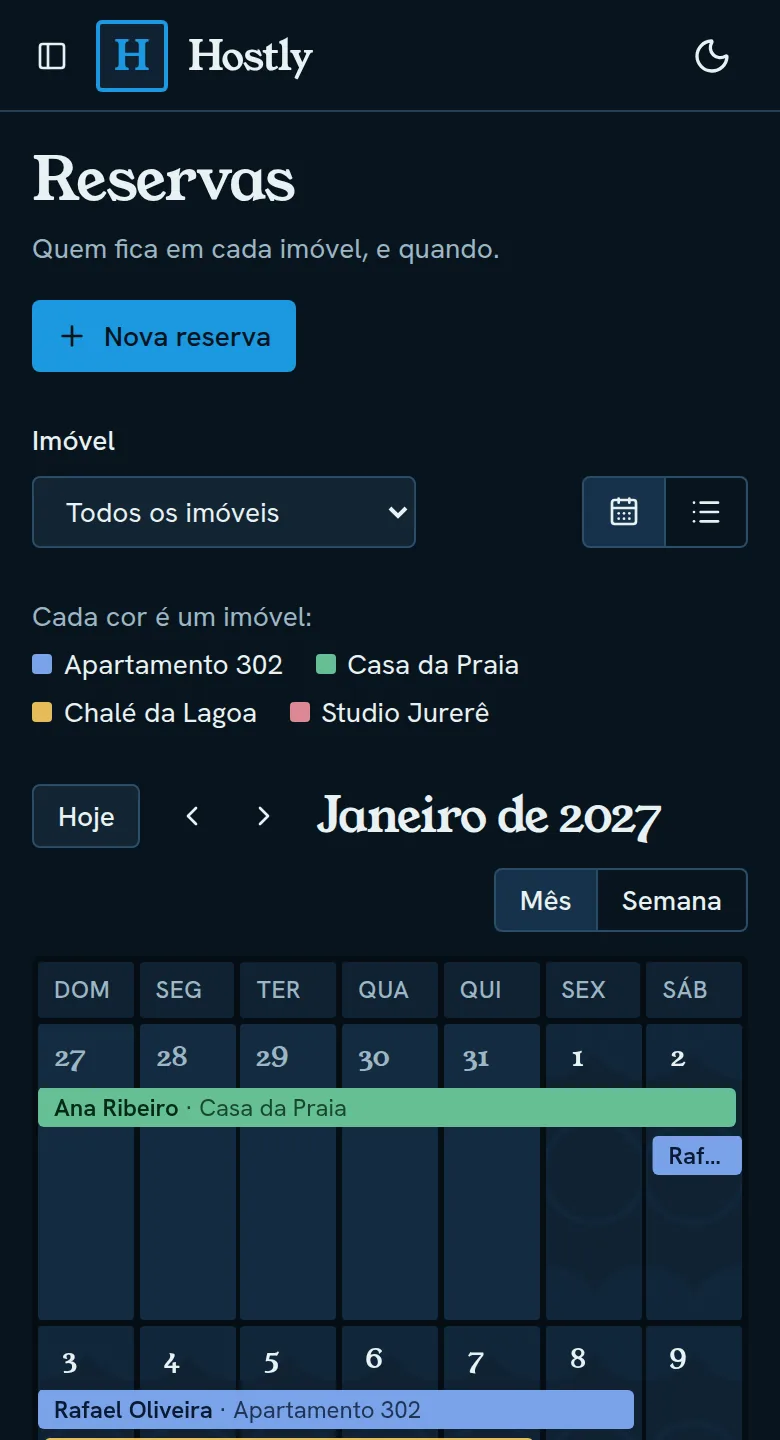 H Hostly
Reservas
Quem fica em cada imóvel, e quando.
Nova reserva
Imóvel
Todos os imóveis
Cada cor é um imóvel:
Apartamento 302 Casa da Praia
Chalé da Lagoa Studio Jurerê
Hoje Janeiro de 2027
Mês Semana
DOM SEG TER QUA QUI SEX SÁB
27 28 29 30 31 1 2
Ana Ribeiro · Casa da Praia
Raf...
3 4 5 6 7 8 9
Rafael Oliveira · Apartamento 302